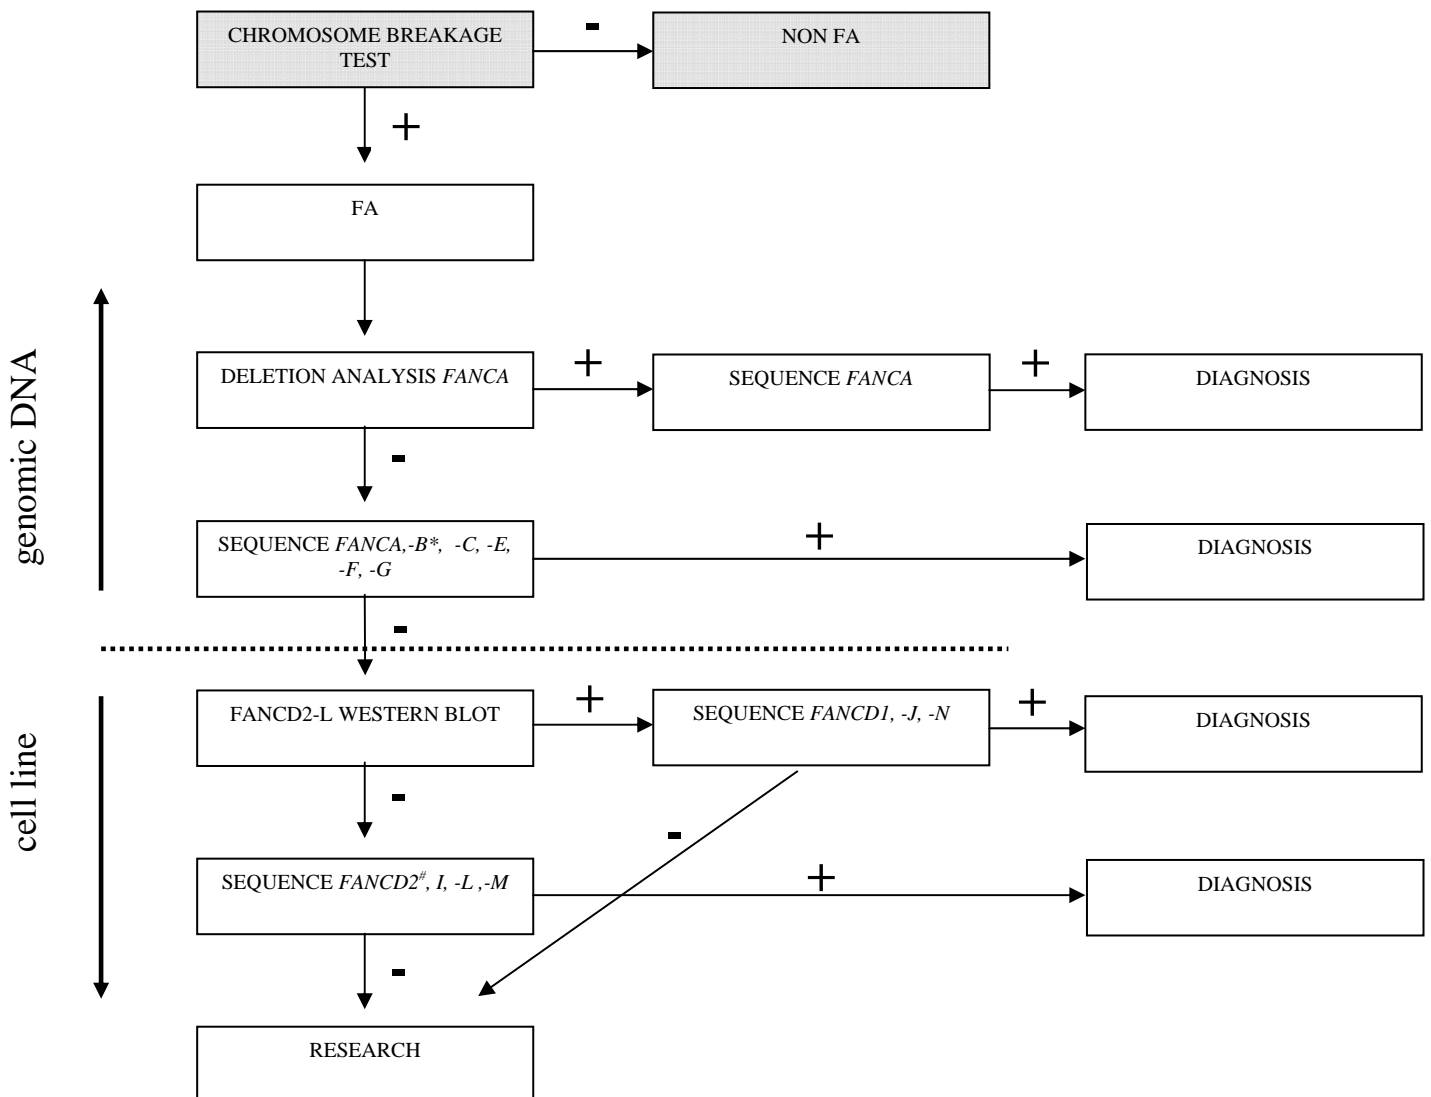 CHROMOSOME BREAKAGE
TEST
-
NON FA
+
FA
genomic DNA
DELETION ANALYSIS FANCA
+
SEQUENCE FANCA
+
DIAGNOSIS
-
SEQUENCE FANCA,-B*, -C, -E,
-F, -G
+
DIAGNOSIS
-
cell line
FANCD2-L WESTERN BLOT
+
SEQUENCE FANCD1, -J, -N
+
DIAGNOSIS
-
-
SEQUENCE FANCD2#, I, -L ,-M
+
DIAGNOSIS
-
RESEARCH